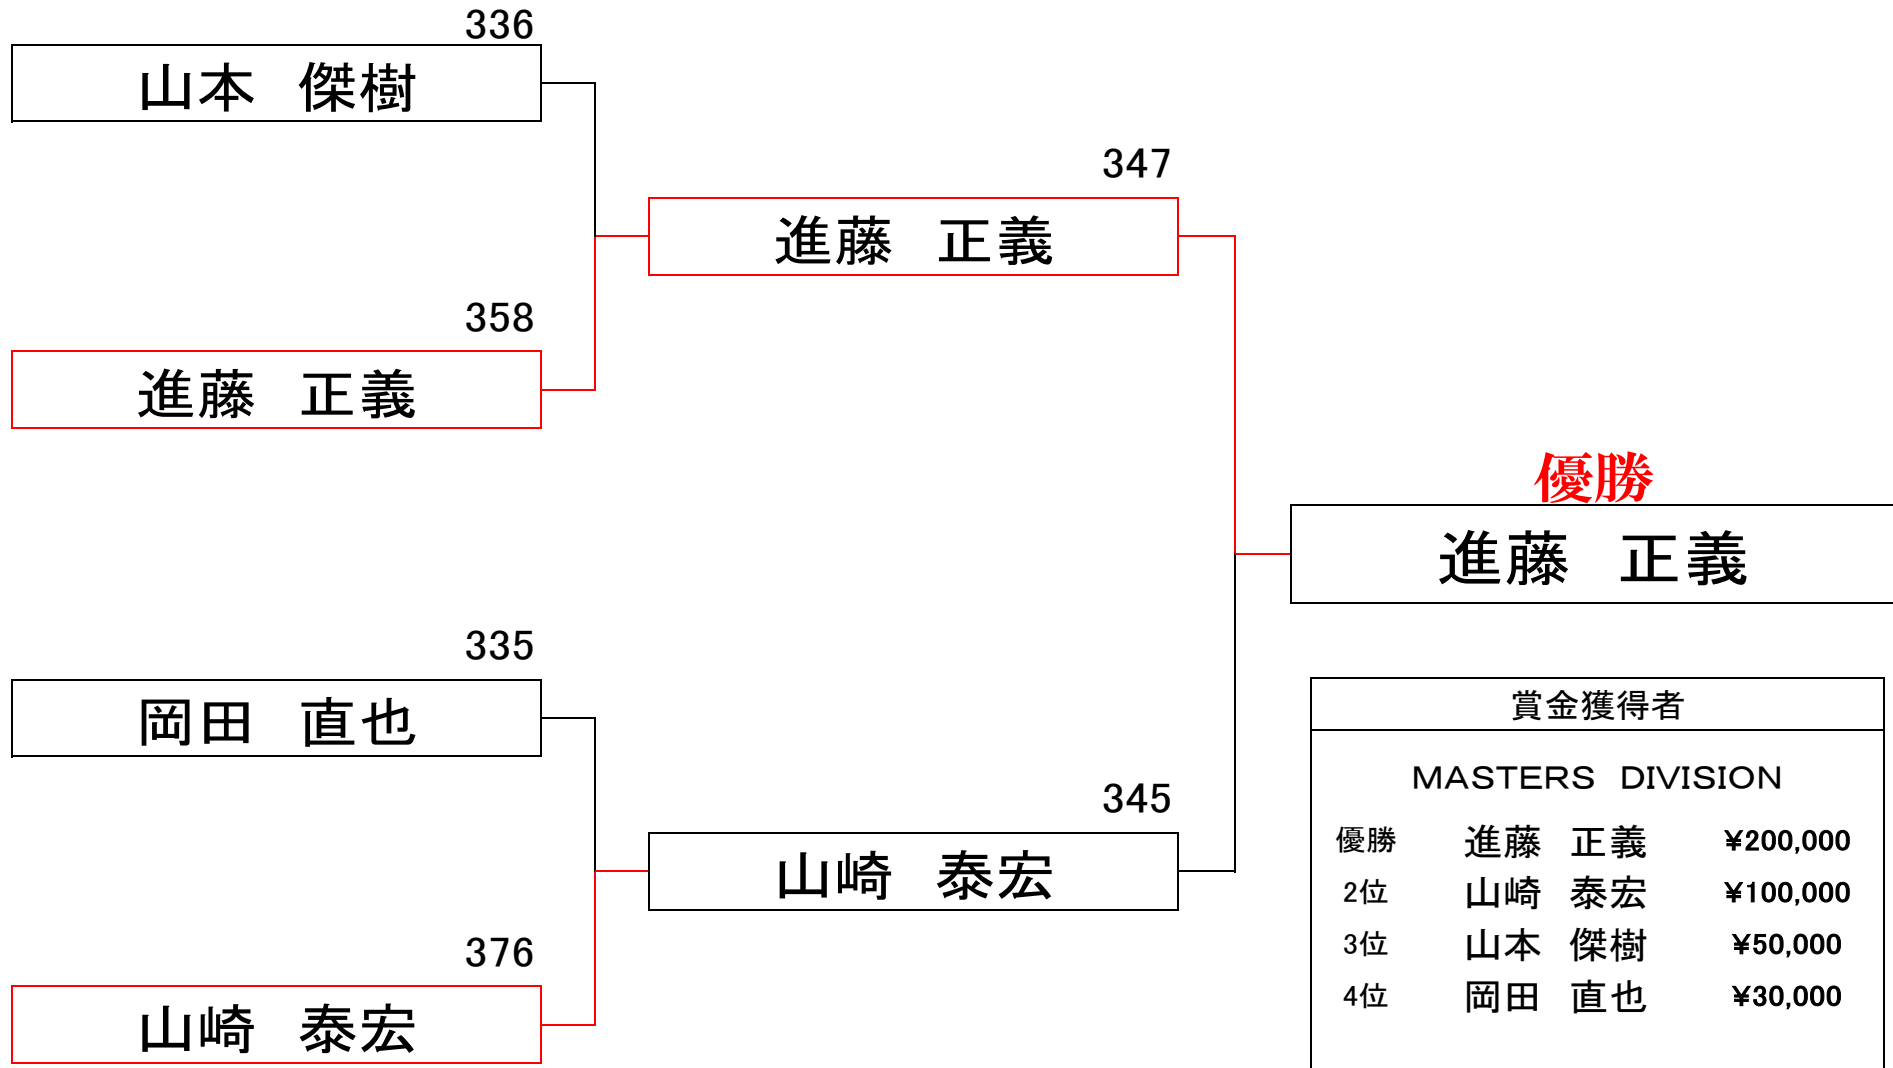 336
山本　傑樹
347
進藤　正義
358
進藤　正義
優勝
進藤　正義
335
岡田　直也
345
山崎　泰宏
376
山崎　泰宏
賞金獲得者
ＭＡＳＴＥＲＳ　ＤＩＶＩＳＩＯＮ
優勝　進藤　正義　¥200,000
2位　山崎　泰宏　¥100,000
3位　山本　傑樹　¥50,000
4位　岡田　直也　¥30,000